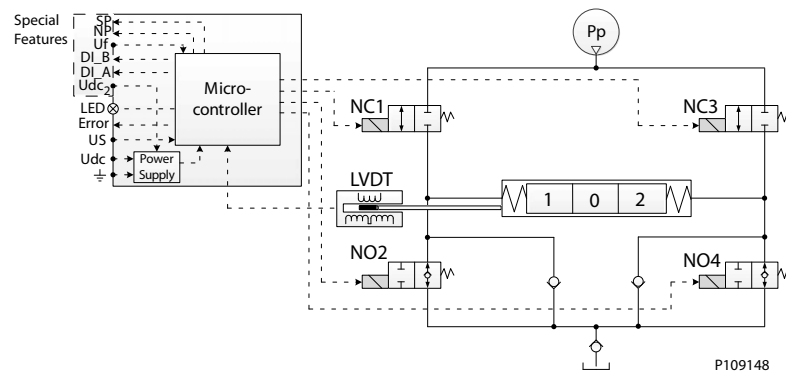 Special
Features
SP
NP
Uf
DI_B
DI_A
Udc2
LED
Error
US
Udc
Micro-
controller
Power
Supply
Pp
NC1
NC3
LVDT
1 0 2
NO2
NO4
P109148